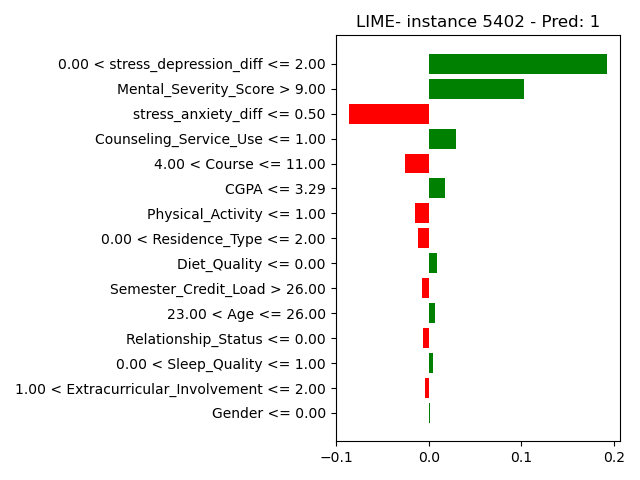 LIME- instance 5402 - Pred: 1
0.00 < stress_depression_diff <= 2.00
Mental_Severity_Score > 9.00
stress_anxiety_diff <= 0.50
Counseling_Service_Use <= 1.00
4.00 < Course <= 11.00
CGPA <= 3.29
Physical_Activity <= 1.00
0.00 < Residence_Type <= 2.00
Diet_Quality <= 0.00
Semester_Credit_Load > 26.00
23.00 < Age <= 26.00
Relationship_Status <= 0.00
0.00 < Sleep_Quality <= 1.00
1.00 < Extracurricular_Involvement <= 2.00
Gender <= 0.00
−0.1 0.0 0.1 0.2